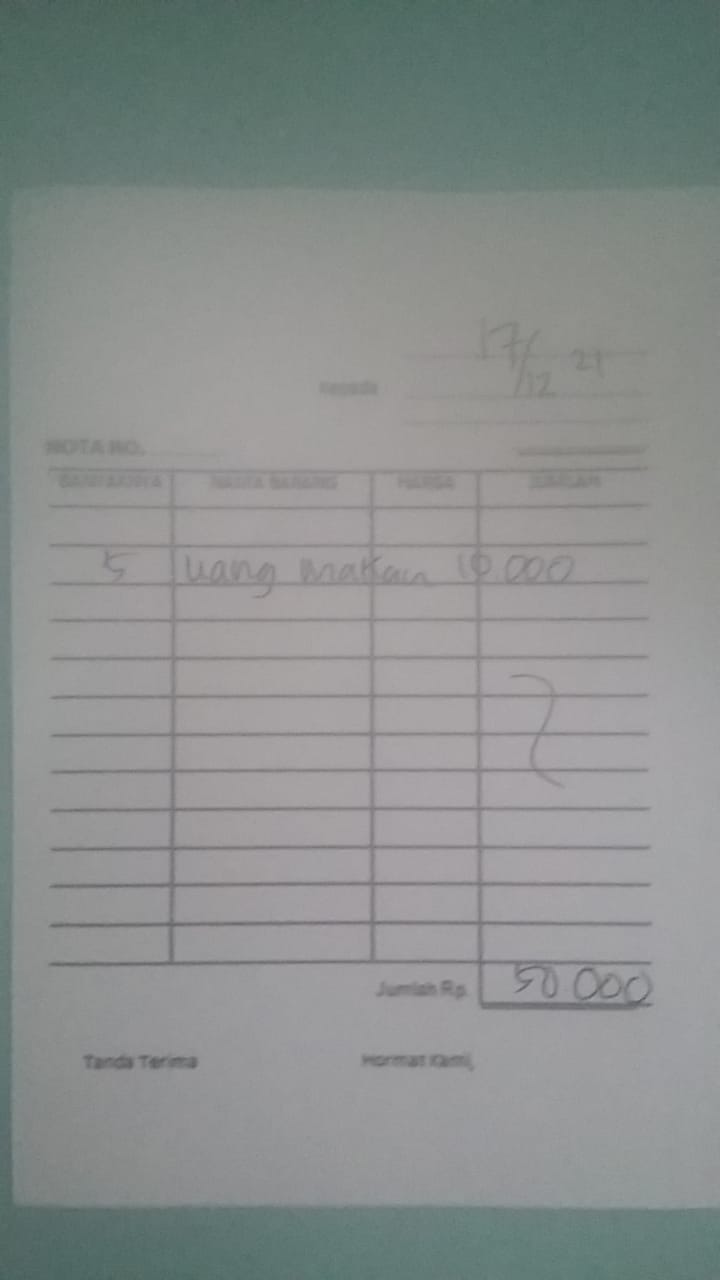 17/12 21
Kepada
NOTA NO.
BANYAKNYA NAMA BARANG HARGA JUMLAH
5 uang makan 10.000
Jumlah Rp. 50 000
Tanda Terima Hormat Kami,